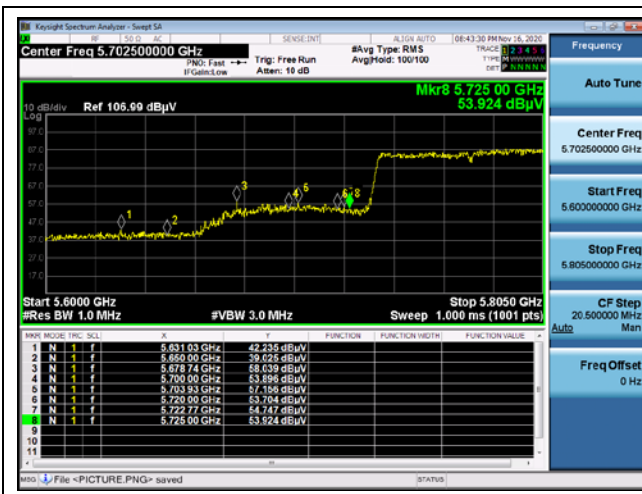 Keysight Spectrum Analyzer - Swept SA
RF 50 Ω AC SENSE:INT ALIGN AUTO 08:43:30 PM Nov 16, 2020
Center Freq 5.702500000 GHz #Avg Type: RMS TRACE 1 2 3 4 5 6
PNO: Fast Trig: Free Run Avg|Hold: 100/100 TYPE M WWWWW
IFGain:Low Atten: 10 dB DET P N N N N N
Frequency
Auto Tune
Center Freq
5.702500000 GHz
Start Freq
5.600000000 GHz
Stop Freq
5.805000000 GHz
CF Step
20.500000 MHz
Auto Man
Freq Offset
0 Hz
Mkr8 5.725 00 GHz
53.924 dBµV
10 dB/div Ref 106.99 dBµV
Log
97.0
87.0
77.0
67.0
57.0
47.0
37.0
27.0
17.0
1
2
3
4
5
6
8
Start 5.6000 GHz Stop 5.8050 GHz
#Res BW 1.0 MHz #VBW 3.0 MHz Sweep 1.000 ms (1001 pts)
MKR MODE TRC SCL X Y FUNCTION FUNCTION WIDTH FUNCTION VALUE
1 N 1 f 5.631 03 GHz 42.235 dBµV
2 N 1 f 5.650 00 GHz 39.025 dBµV
3 N 1 f 5.678 74 GHz 58.039 dBµV
4 N 1 f 5.700 00 GHz 53.896 dBµV
5 N 1 f 5.703 93 GHz 57.156 dBµV
6 N 1 f 5.720 00 GHz 53.704 dBµV
7 N 1 f 5.722 77 GHz 54.747 dBµV
8 N 1 f 5.725 00 GHz 53.924 dBµV
9
10
11
MSG File <PICTURE.PNG> saved STATUS